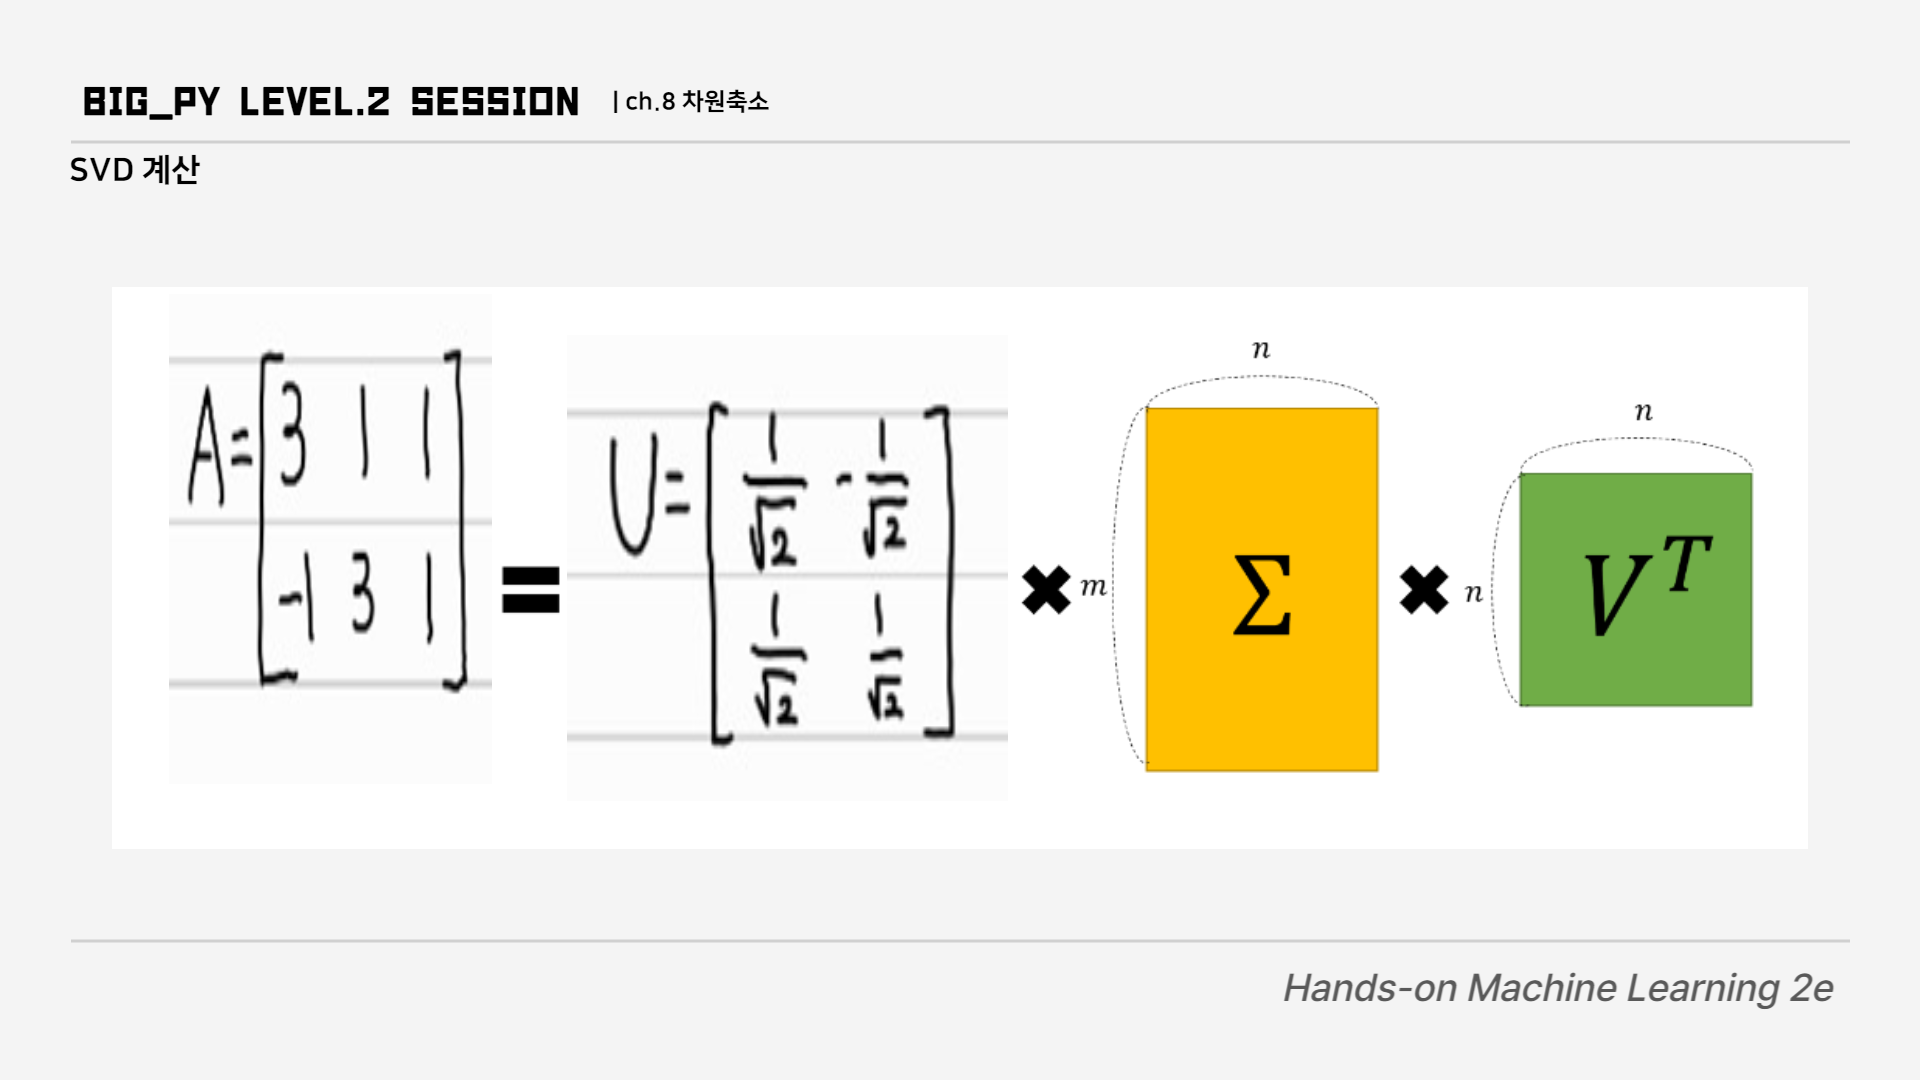 BIG_PY LEVEL.2 SESSION | ch.8 차원축소
SVD 계산
A = [3 1 1
-1 3 1]
=
U = [1/√2 -1/√2
1/√2 1/√2]
✖
n
m
Σ
✖
n
n
V^T
Hands-on Machine Learning 2e